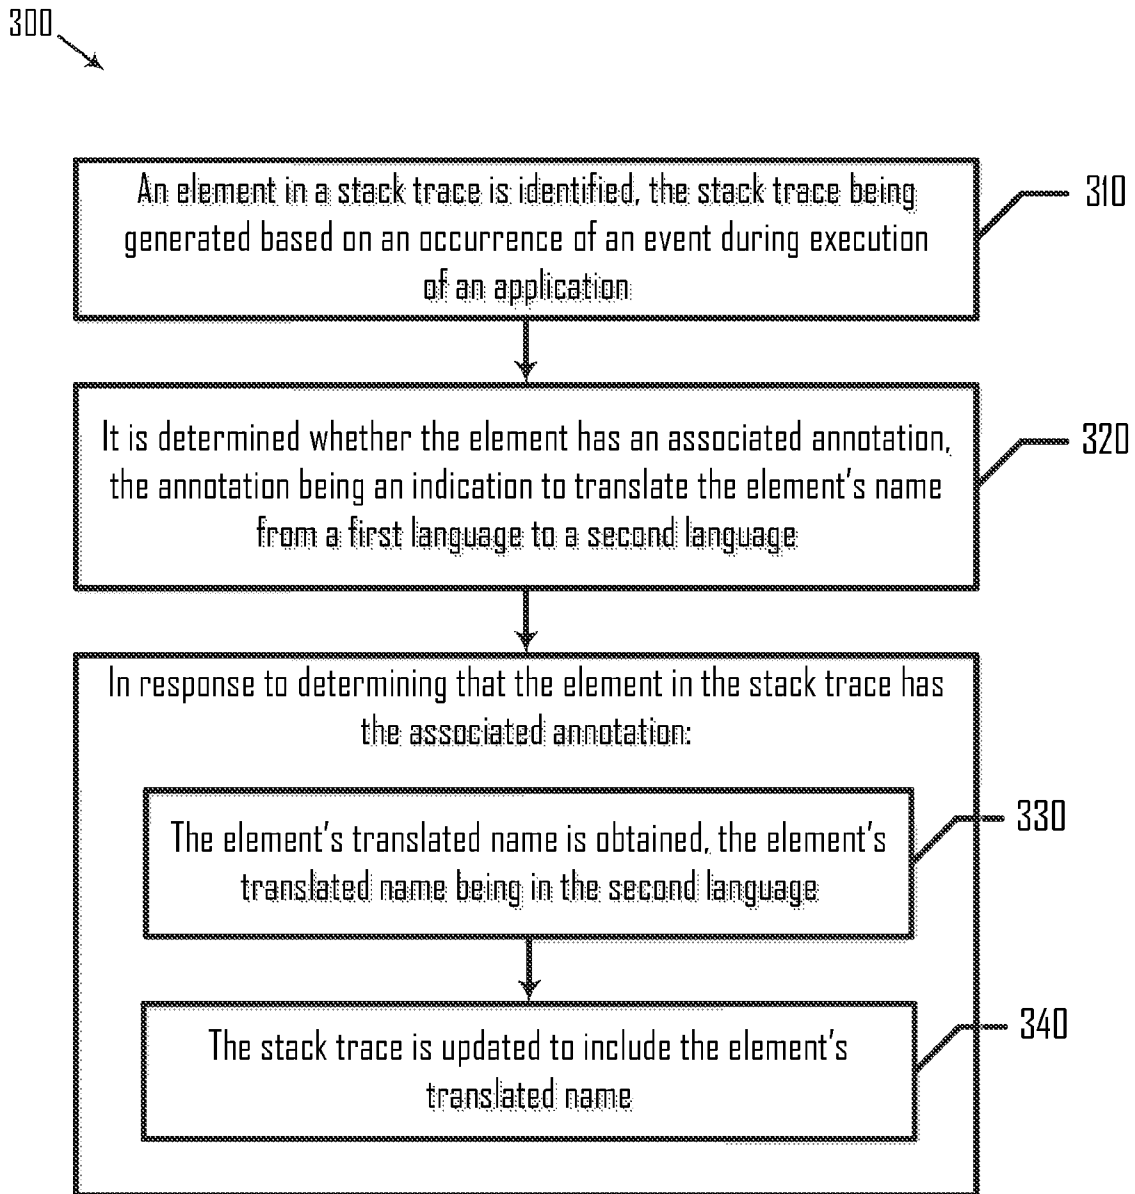 300
An element in a stack trace is identified, the stack trace being
generated based on an occurrence of an event during execution
of an application
310
It is determined whether the element has an associated annotation,
the annotation being an indication to translate the element's name
from a first language to a second language
320
In response to determining that the element in the stack trace has
the associated annotation:
The element's translated name is obtained, the element's
translated name being in the second language
330
The stack trace is updated to include the element's
translated name
340